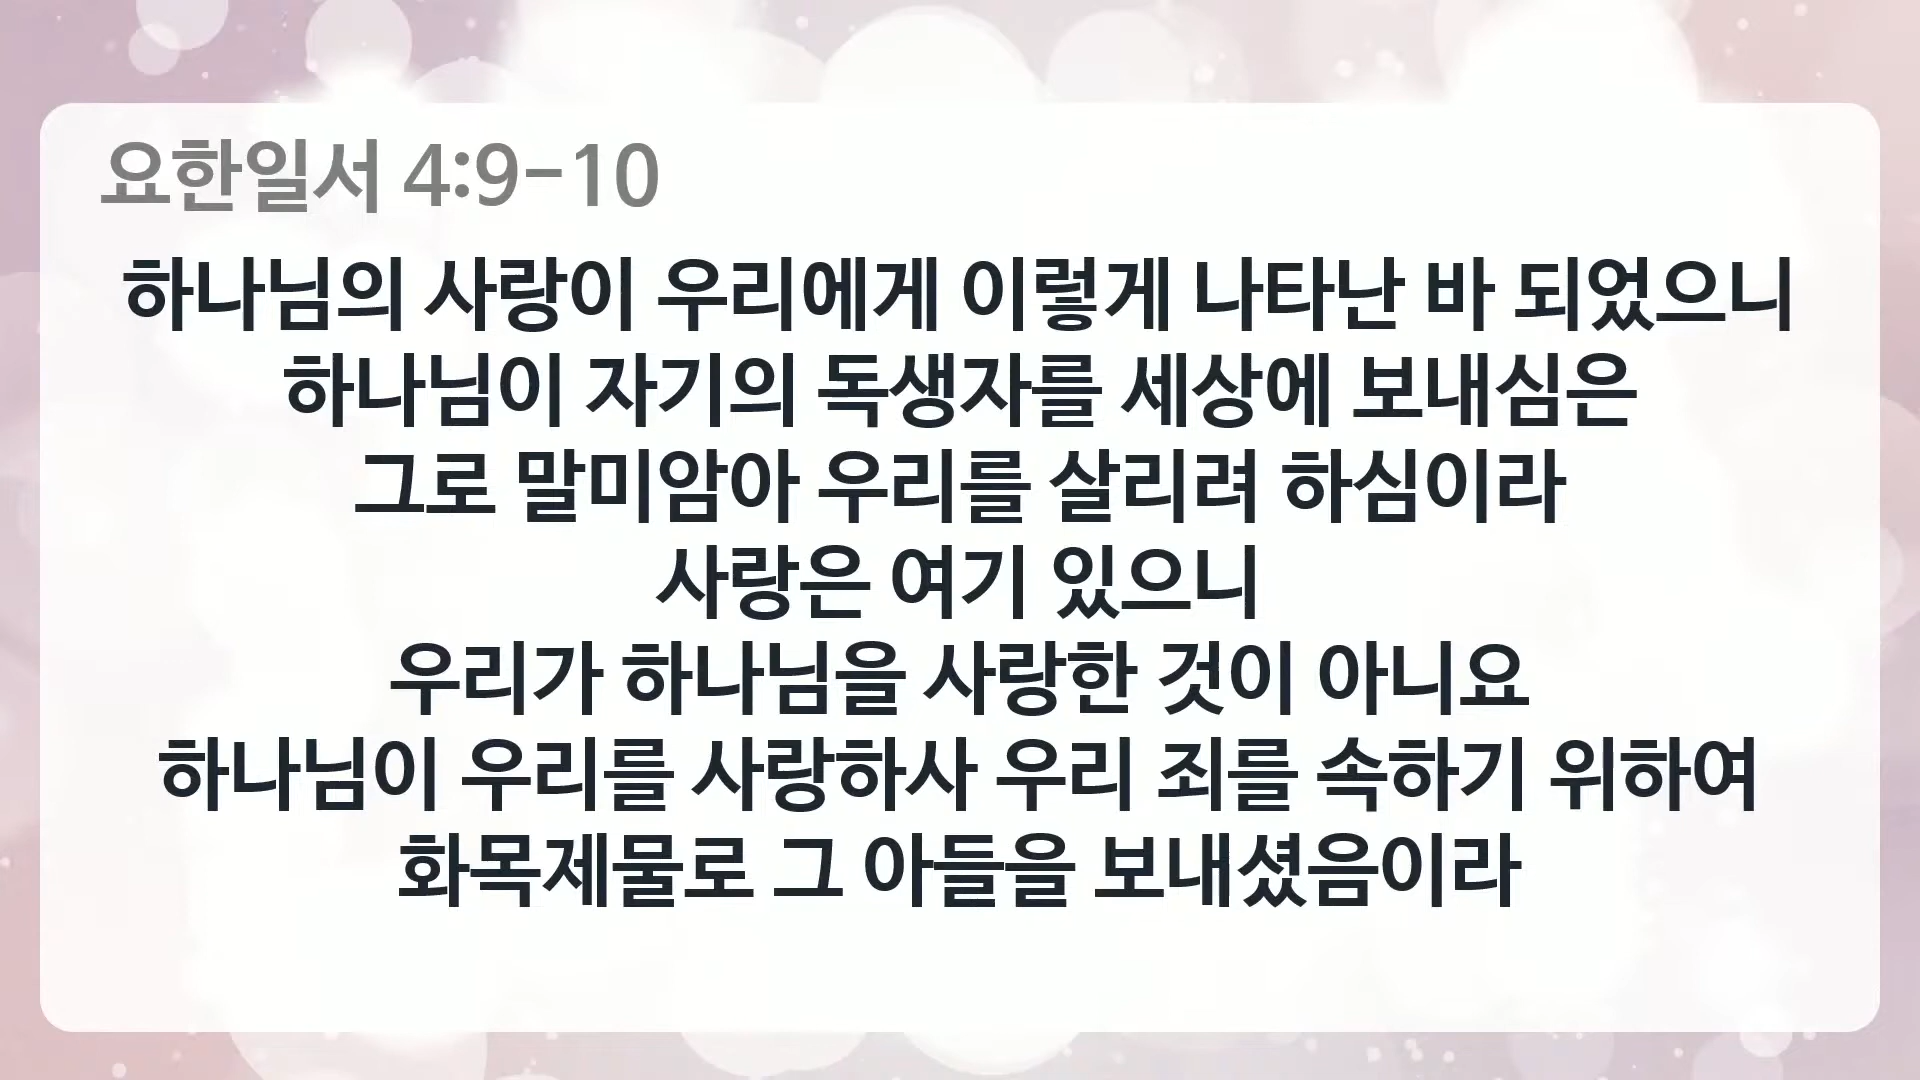 요한일서 4:9-10
하나님의 사랑이 우리에게 이렇게 나타난 바 되었으니
하나님이 자기의 독생자를 세상에 보내심은
그로 말미암아 우리를 살리려 하심이라
사랑은 여기 있으니
우리가 하나님을 사랑한 것이 아니요
하나님이 우리를 사랑하사 우리 죄를 속하기 위하여
화목제물로 그 아들을 보내셨음이라